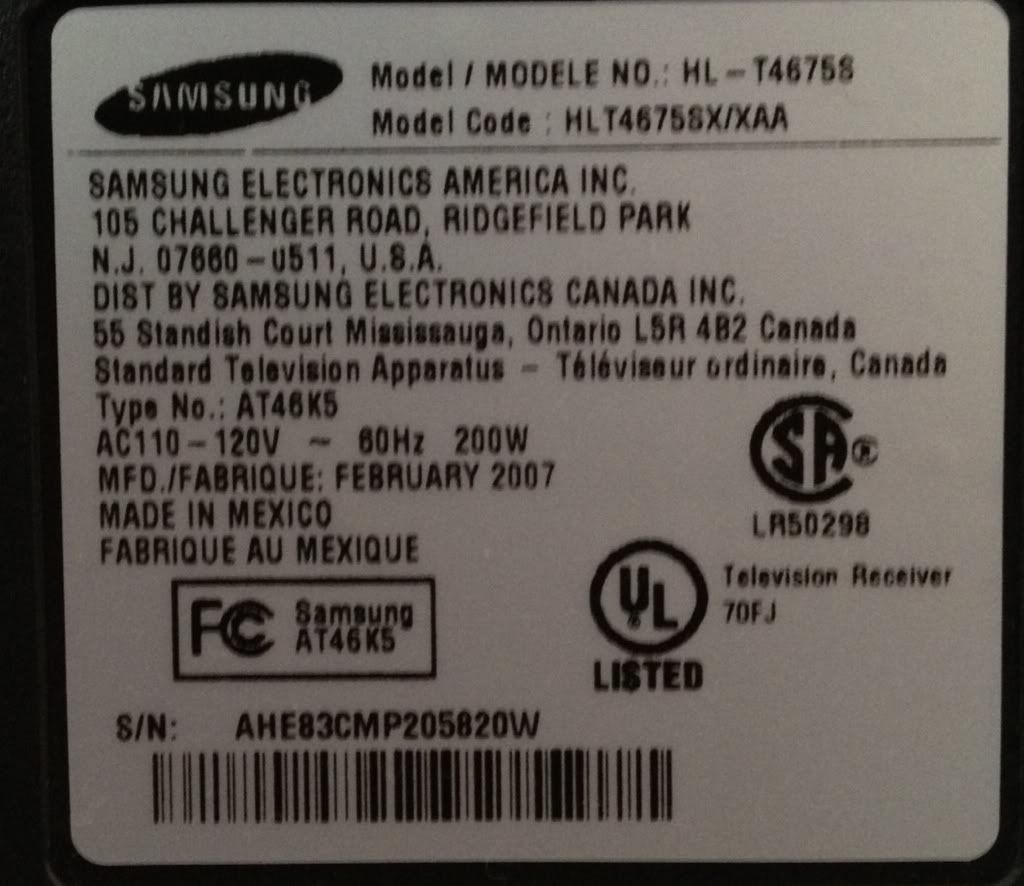 SAMSUNG
Model / MODELE NO.: HL-T4675S
Model Code : HLT4675SX/XAA
SAMSUNG ELECTRONICS AMERICA INC.
105 CHALLENGER ROAD, RIDGEFIELD PARK
N.J. 07660-0511, U.S.A.
DIST BY SAMSUNG ELECTRONICS CANADA INC.
55 Standish Court Mississauga, Ontario L5R 4B2 Canada
Standard Television Apparatus - Téléviseur ordinaire, Canada
Type No.: AT46K5
AC110-120V ~ 60Hz 200W
MFD./FABRIQUE: FEBRUARY 2007
MADE IN MEXICO
FABRIQUE AU MEXIQUE
SA ®
LR50298
FC Samsung
AT46K5
UL
LISTED
Television Receiver
70FJ
S/N: AHE83CMP205820W